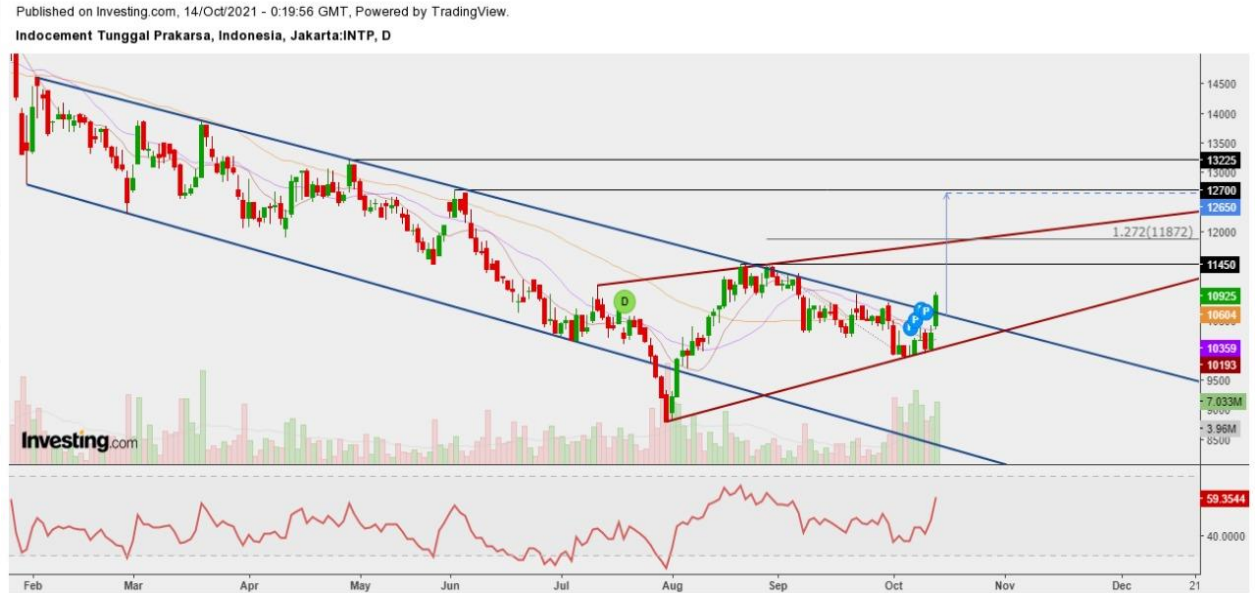 Published on Investing.com, 14/Oct/2021 - 0:19:56 GMT, Powered by TradingView.
Indocement Tunggal Prakarsa, Indonesia, Jakarta:INTP, D
14500
14000
13500
13225
13000
12700
12650
12000
1.272(11872)
11450
D
10925
10604
P
P
10359
10193
9500
7.033M
9000
3.96M
8500
Investing.com
59.3544
40.0000
Feb Mar Apr May Jun Jul Aug Sep Oct Nov Dec 21